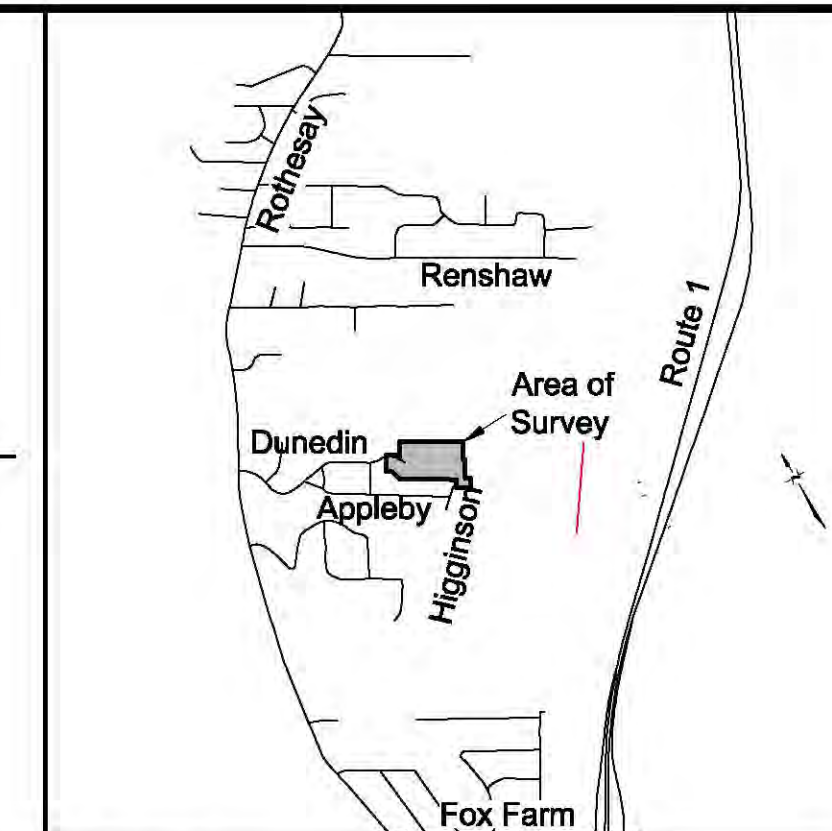 Rothesay
Renshaw
Route 1
Area of
Survey
Dunedin
Appleby
Higginson
N
Fox Farm